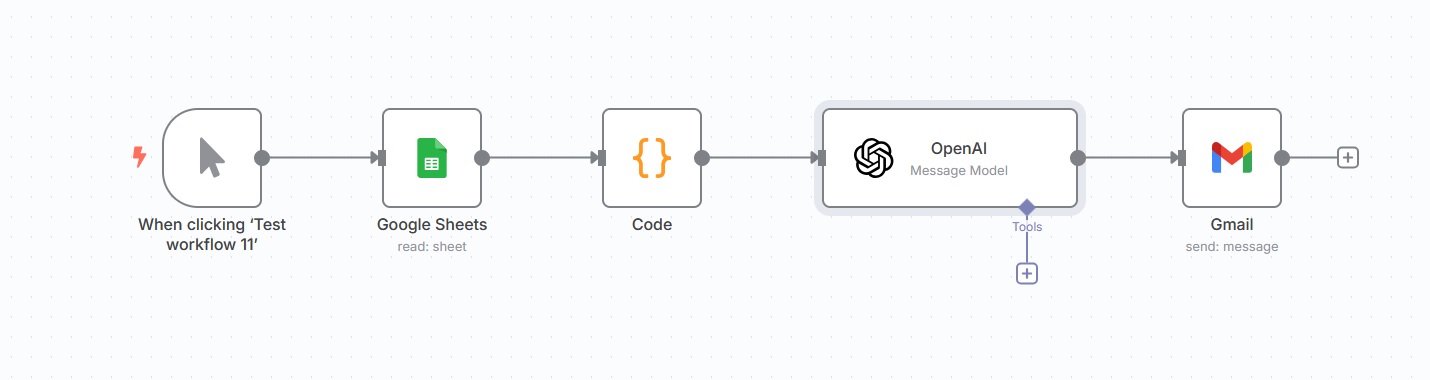 When clicking ‘Test
workflow 11’
Google Sheets
read: sheet
Code
OpenAI
Message Model
Tools
Gmail
send: message